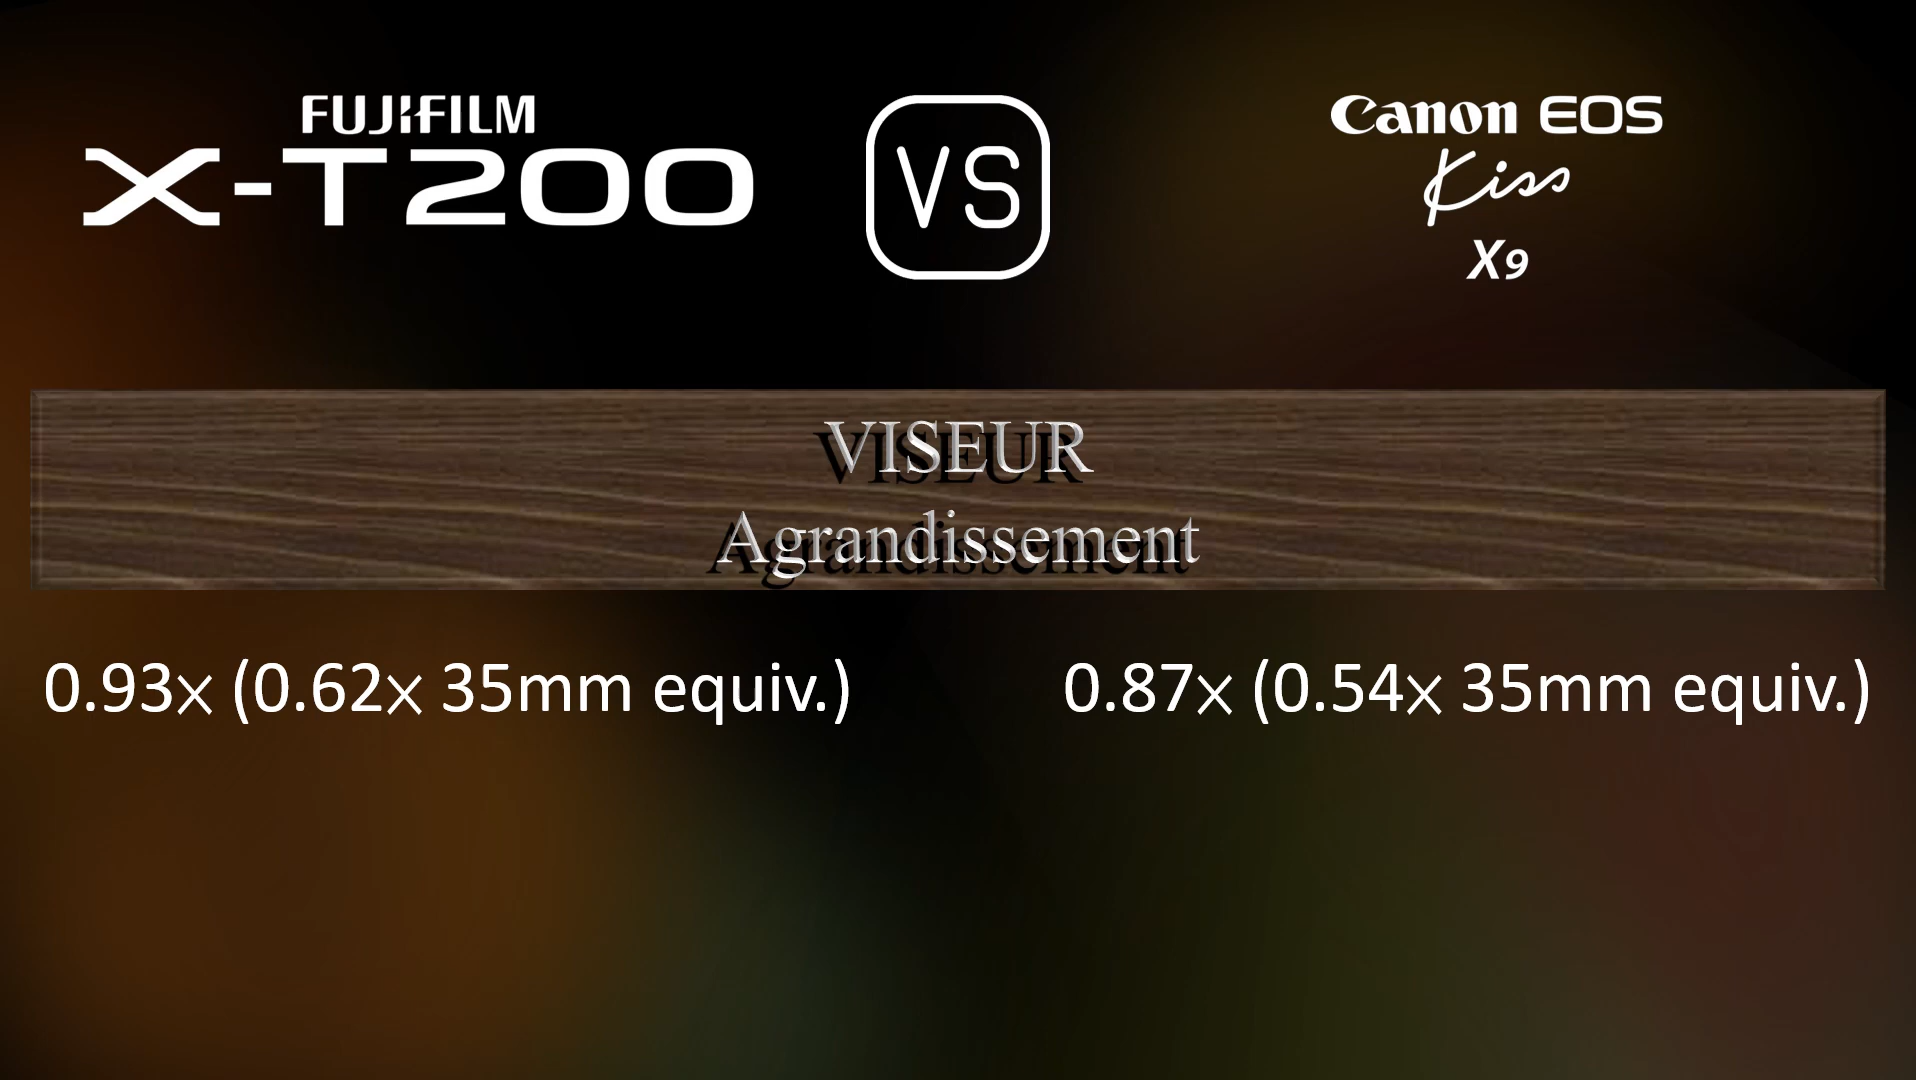 FUJIFILM
X-T200
VS
Canon EOS
Kiss
X9
VISEUR
Agrandissement
0.93x (0.62x 35mm equiv.)
0.87x (0.54x 35mm equiv.)